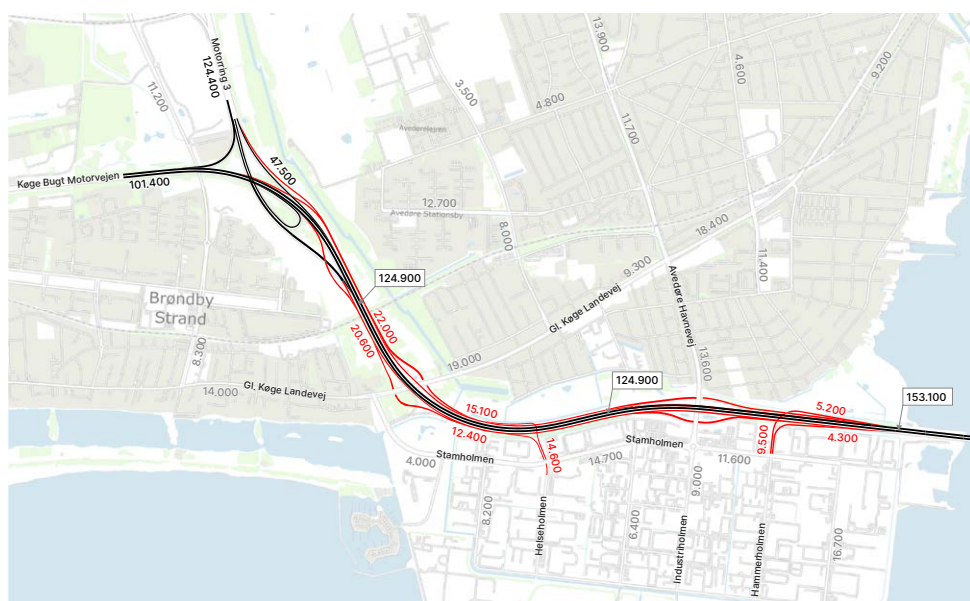 Motorring 3
124.400
11.200
13.900
4.600
9.200
3.500
4.800
11.700
Avedørelejren
47.500
Køge Bugt Motorvejen
101.400
12.700
Avedøre Stationsby
8.000
18.400
11.400
9.300
Avedøre Havnevej
124.900
Brøndby
Strand
22.000
20.600
Gl. Køge Landevej
8.300
19.000
13.600
14.000
Gl. Køge Landevej
124.900
153.100
15.100
12.400
5.200
4.300
9.500
14.600
Stamholmen
Stamholmen
4.000
14.700
11.600
9.000
8.200
6.400
16.700
Helseholmen
Industriholmen
Hammerholmen